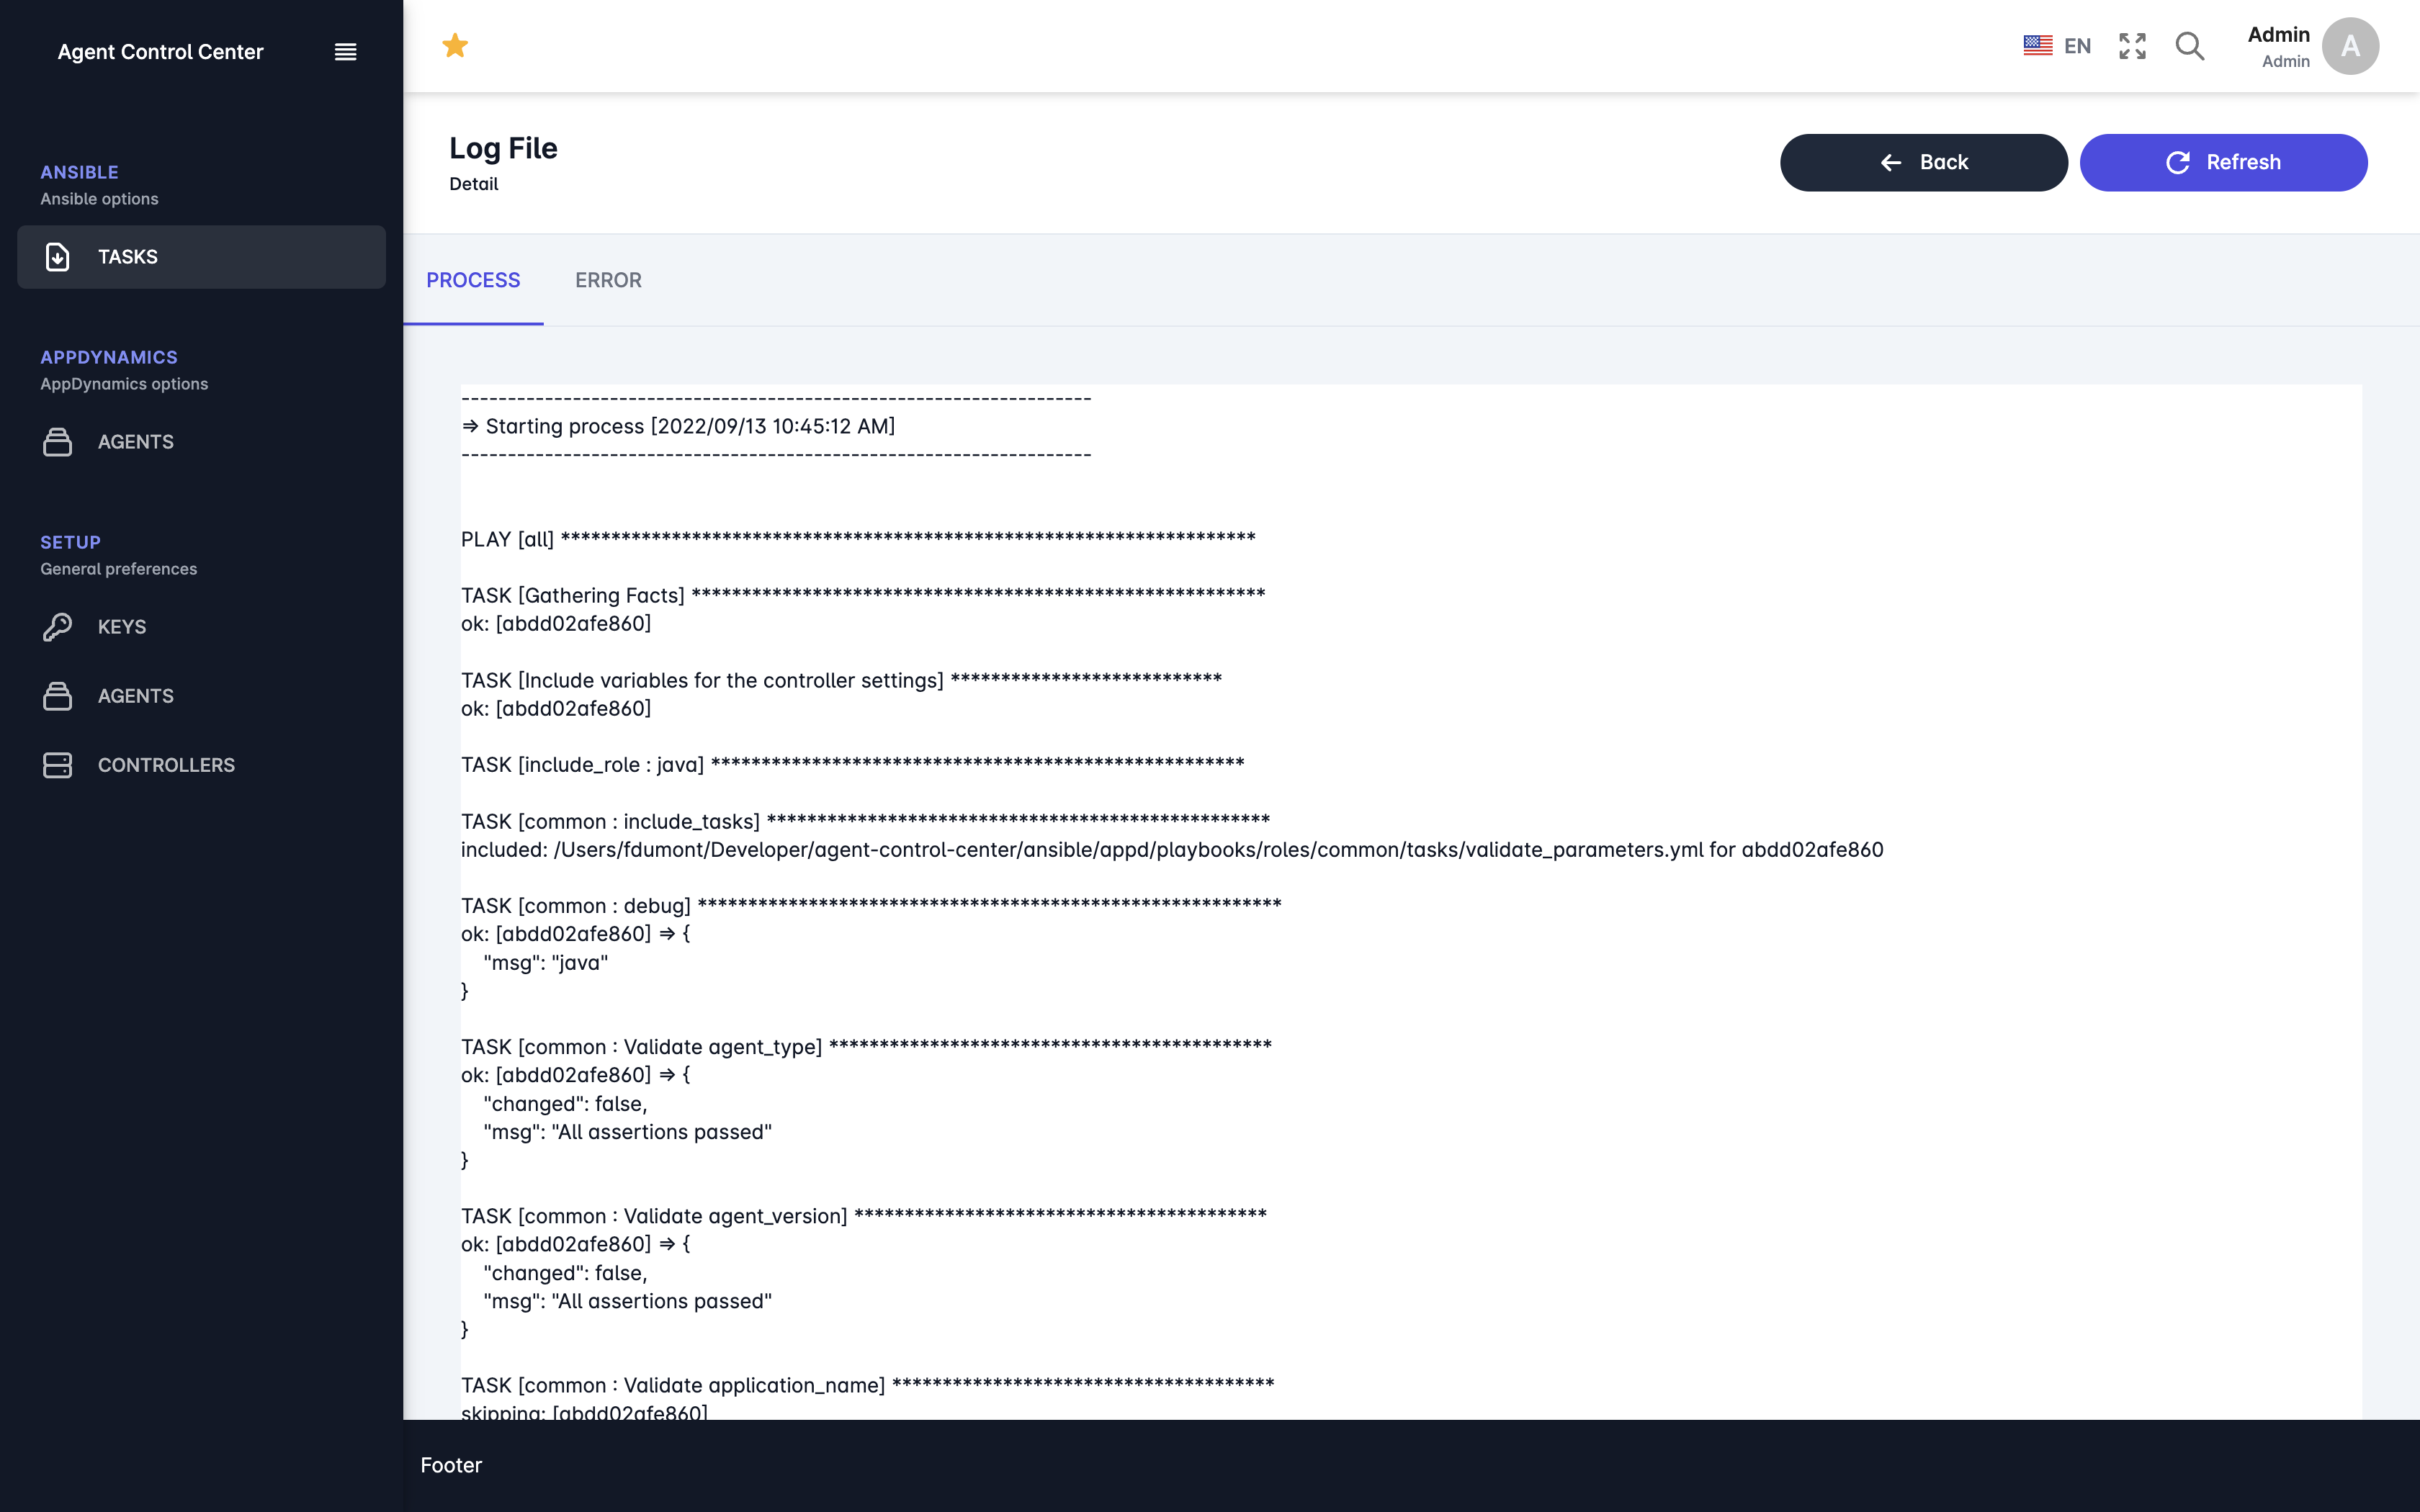 Agent Control Center
EN
Admin
Admin
A
ANSIBLE
Ansible options
TASKS
APPDYNAMICS
AppDynamics options
AGENTS
SETUP
General preferences
KEYS
AGENTS
CONTROLLERS
Log File
Detail
Back
Refresh
PROCESS
ERROR
--------------------------------------------------------------------
=> Starting process [2022/09/13 10:45:12 AM]
--------------------------------------------------------------------
PLAY [all] *********************************************************************
TASK [Gathering Facts] *********************************************************
ok: [abdd02afe860]
TASK [Include variables for the controller settings] ***************************
ok: [abdd02afe860]
TASK [include_role : java] *****************************************************
TASK [common : include_tasks] **************************************************
included: /Users/fdumont/Developer/agent-control-center/ansible/appd/playbooks/roles/common/tasks/validate_parameters.yml for abdd02afe860
TASK [common : debug] **********************************************************
ok: [abdd02afe860] => {
"msg": "java"
}
TASK [common : Validate agent_type] ********************************************
ok: [abdd02afe860] => {
"changed": false,
"msg": "All assertions passed"
}
TASK [common : Validate agent_version] *****************************************
ok: [abdd02afe860] => {
"changed": false,
"msg": "All assertions passed"
}
TASK [common : Validate application_name] **************************************
skipping: [abdd02afe860]
Footer